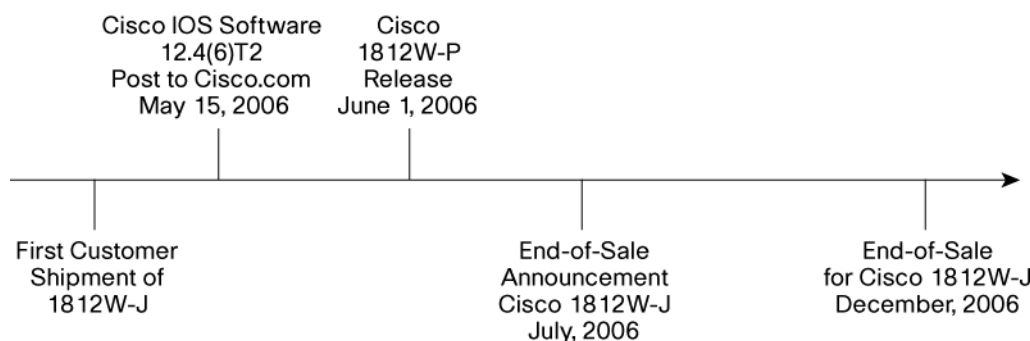 Cisco IOS Software
12.4(6)T2
Post to Cisco.com
May 15, 2006
Cisco
1812W-P
Release
June 1, 2006
First Customer
Shipment of
1812W-J
End-of-Sale
Announcement
Cisco 1812W-J
July, 2006
End-of-Sale
for Cisco 1812W-J
December, 2006